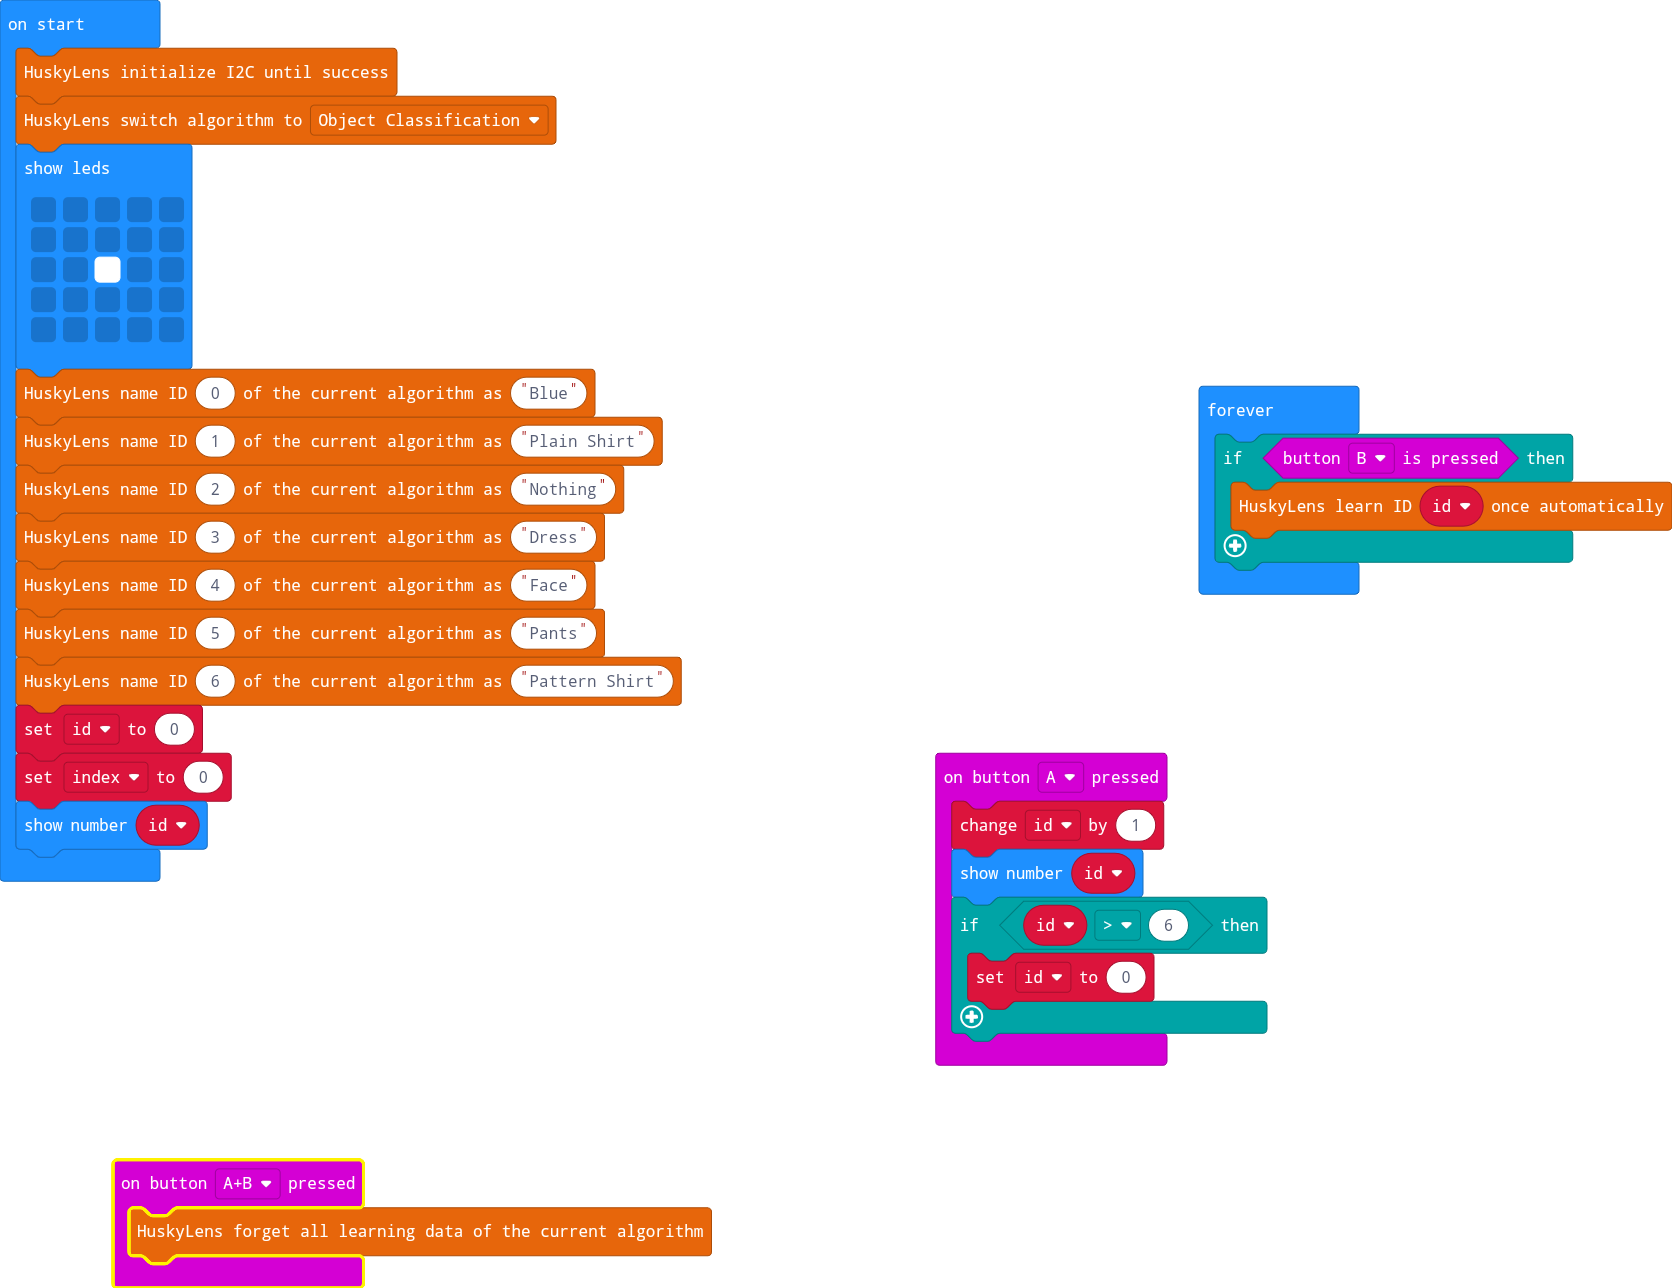 on start
HuskyLens initialize I2C until success
HuskyLens switch algorithm to Object Classification
show leds
HuskyLens name ID 0 of the current algorithm as "Blue"
HuskyLens name ID 1 of the current algorithm as "Plain Shirt"
HuskyLens name ID 2 of the current algorithm as "Nothing"
HuskyLens name ID 3 of the current algorithm as "Dress"
HuskyLens name ID 4 of the current algorithm as "Face"
HuskyLens name ID 5 of the current algorithm as "Pants"
HuskyLens name ID 6 of the current algorithm as "Pattern Shirt"
set id to 0
set index to 0
show number id
forever
if button B is pressed then
HuskyLens learn ID id once automatically
on button A pressed
change id by 1
show number id
if id > 6 then
set id to 0
on button A+B pressed
HuskyLens forget all learning data of the current algorithm